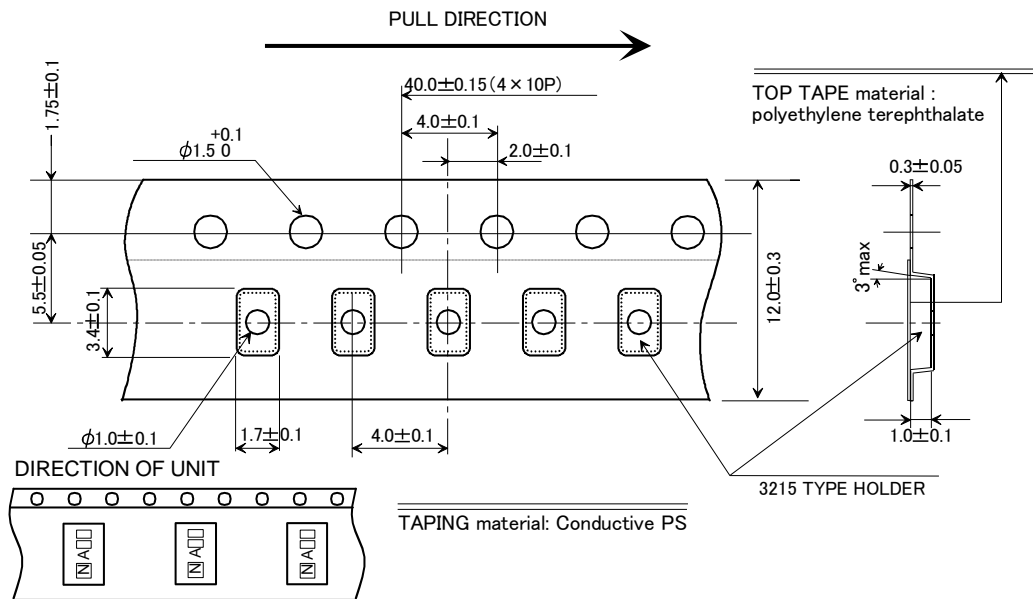 PULL DIRECTION
40.0±0.15(4×10P)
4.0±0.1
2.0±0.1
1.75±0.1
+0.1
φ1.5 0
5.5±0.05
3.4±0.1
12.0±0.3
TOP TAPE material :
polyethylene terephthalate
0.3±0.05
3°max
1.0±0.1
φ1.0±0.1
1.7±0.1
4.0±0.1
3215 TYPE HOLDER
DIRECTION OF UNIT
TAPING material: Conductive PS
N A□□
N A□□
N A□□